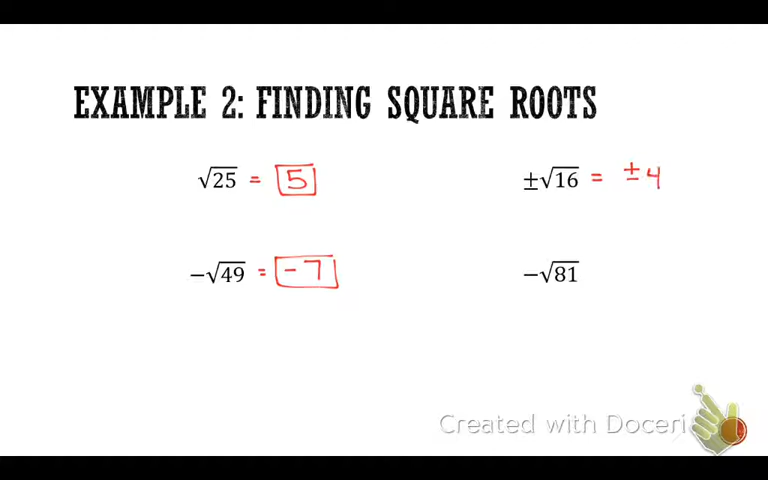 EXAMPLE 2: FINDING SQUARE ROOTS
√25 = 5
±√16 = ±4
−√49 = −7
−√81
Created with Doceri